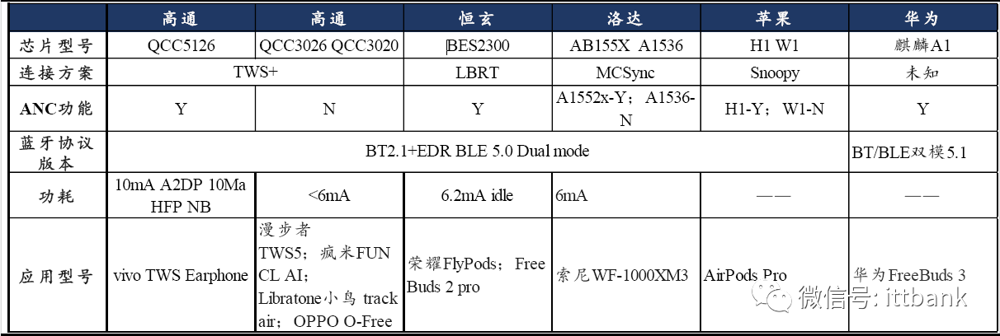 高通 高通 恒玄 洛达 苹果 华为
芯片型号 QCC5126 QCC3026 QCC3020 BES2300 AB155X A1536 H1 W1 麒麟A1
连接方案 TWS+ LBRT MCSync Snoopy 未知
ANC功能 Y N Y A1552x-Y；A1536-
N H1-Y；W1-N Y
蓝牙协议
版本 BT2.1+EDR BLE 5.0 Dual mode BT/BLE双模5.1
功耗 10mA A2DP 10Ma
HFP NB <6mA 6.2mA idle 6mA —— ——
应用型号 vivo TWS Earphone 漫步者
TWS5；疯米FUN
CL AI；
Libratone小鸟 track
air；OPPO O-Free 荣耀FlyPods；Free
Buds 2 pro 索尼WF-1000XM3 AirPods Pro 华为FreeBuds 3
微信号: ittbank